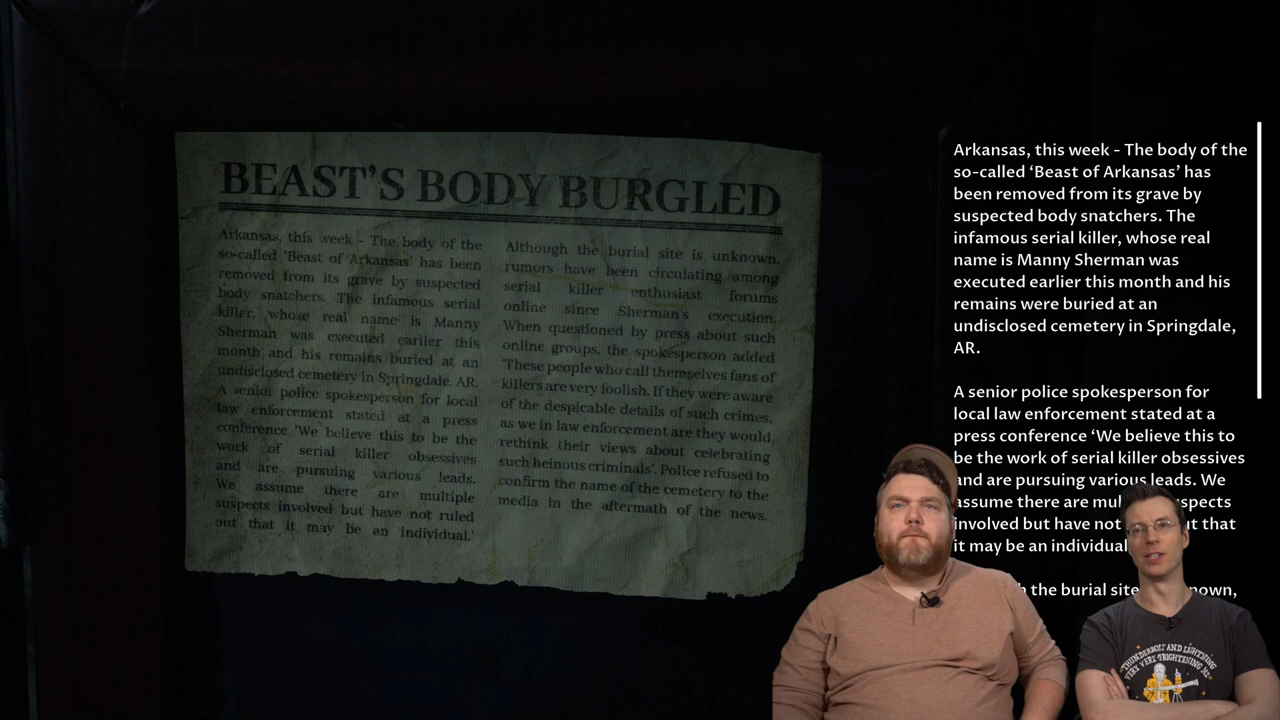 BEAST'S BODY BURGLED
Arkansas, this week - The body of the
so-called 'Beast of Arkansas' has been
removed from its grave by suspected
body snatchers. The infamous serial
killer, whose real name is Manny
Sherman was executed earlier this
month and his remains buried at an
undisclosed cemetery in Springdale, AR.
A senior police spokesperson for local
law enforcement stated at a press
conference 'We believe this to be the
work of serial killer obsessives
and are pursuing various leads.
We assume there are multiple
suspects involved but have not ruled
out that it may be an individual.'
Although the burial site is unknown,
rumors have been circulating among
serial killer enthusiast forums
online since Sherman's execution.
When questioned by press about such
online groups, the spokesperson added
'These people who call themselves fans of
killers are very foolish. If they were aware
of the despicable details of such crimes,
as we in law enforcement are they would,
rethink their views about celebrating
such heinous criminals'. Police refused to
confirm the name of the cemetery to the
media in the aftermath of the news.
Arkansas, this week - The body of the
so-called 'Beast of Arkansas' has
been removed from its grave by
suspected body snatchers. The
infamous serial killer, whose real
name is Manny Sherman was
executed earlier this month and his
remains were buried at an
undisclosed cemetery in Springdale,
AR.
A senior police spokesperson for
local law enforcement stated at a
press conference 'We believe this to
be the work of serial killer obsessives
and are pursuing various leads. We
assume there are
involved but have not that
it may be an individual
the burial site
THUNDERBOLT AND LIGHTNING
VERY VERY FRIGHTENING ME